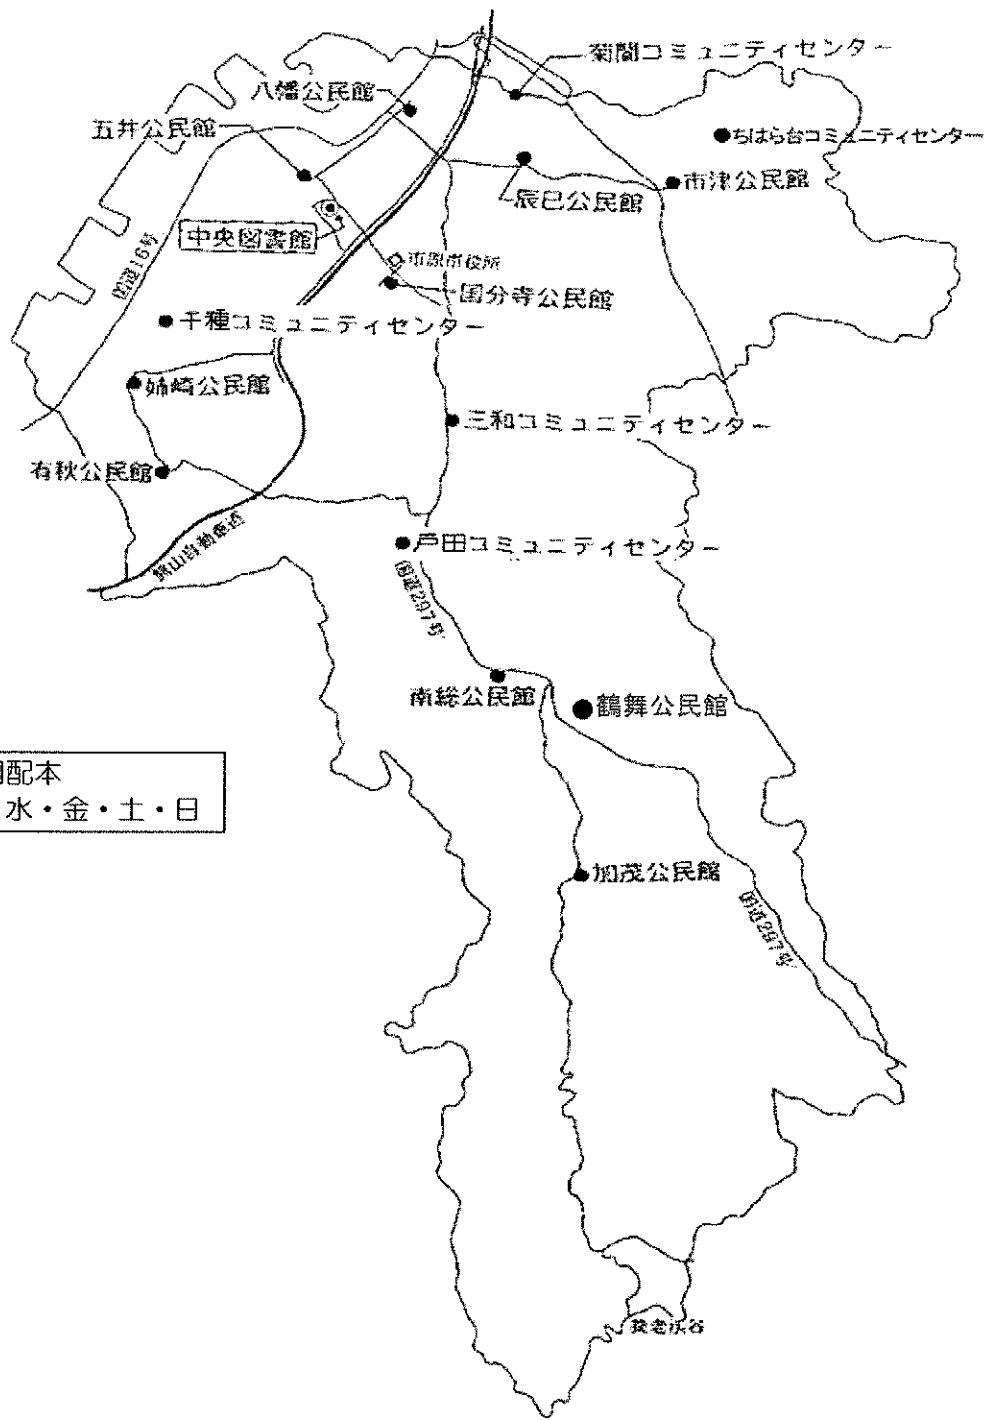 菊間コミュニティセンター
八幡公民館
五井公民館
ちはら台コミュニティセンター
市津公民館
辰巳公民館
中央図書館
国道16号
市原市役所
国分寺公民館
千種コミュニティセンター
姉崎公民館
三和コミュニティセンター
有秋公民館
館山自動車道
戸田コミュニティセンター
国道297号
南総公民館
鶴舞公民館
配本
水・金・土・日
加茂公民館
国道297号
養老渓谷